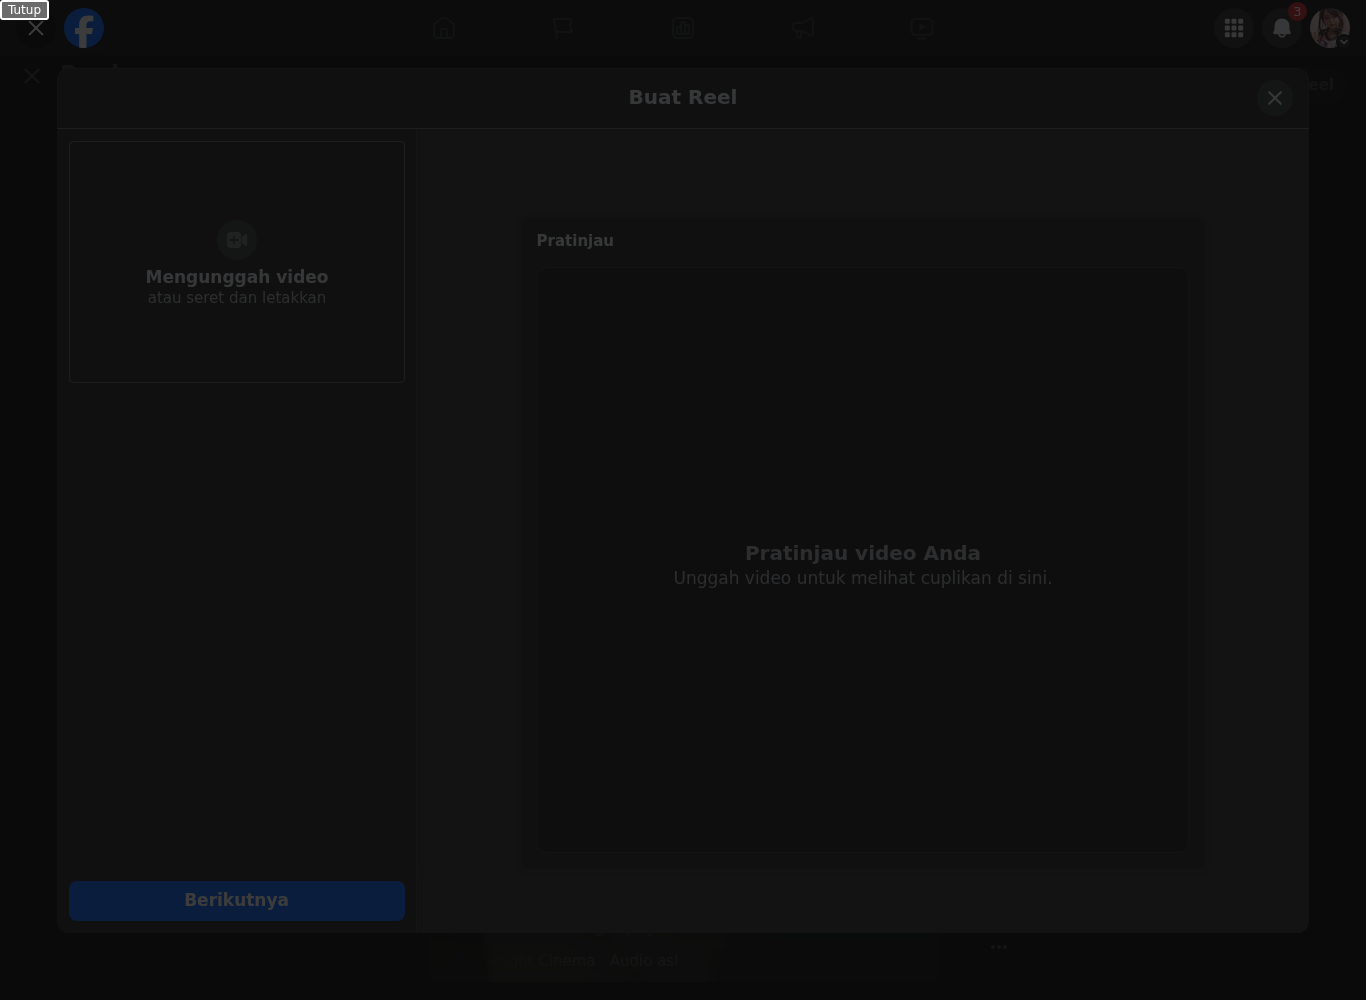 Tutup
3
Buat Reel
Mengunggah video
atau seret dan letakkan
Pratinjau
Pratinjau video Anda
Unggah video untuk melihat cuplikan di sini.
Berikutnya
Cinema Audio asli